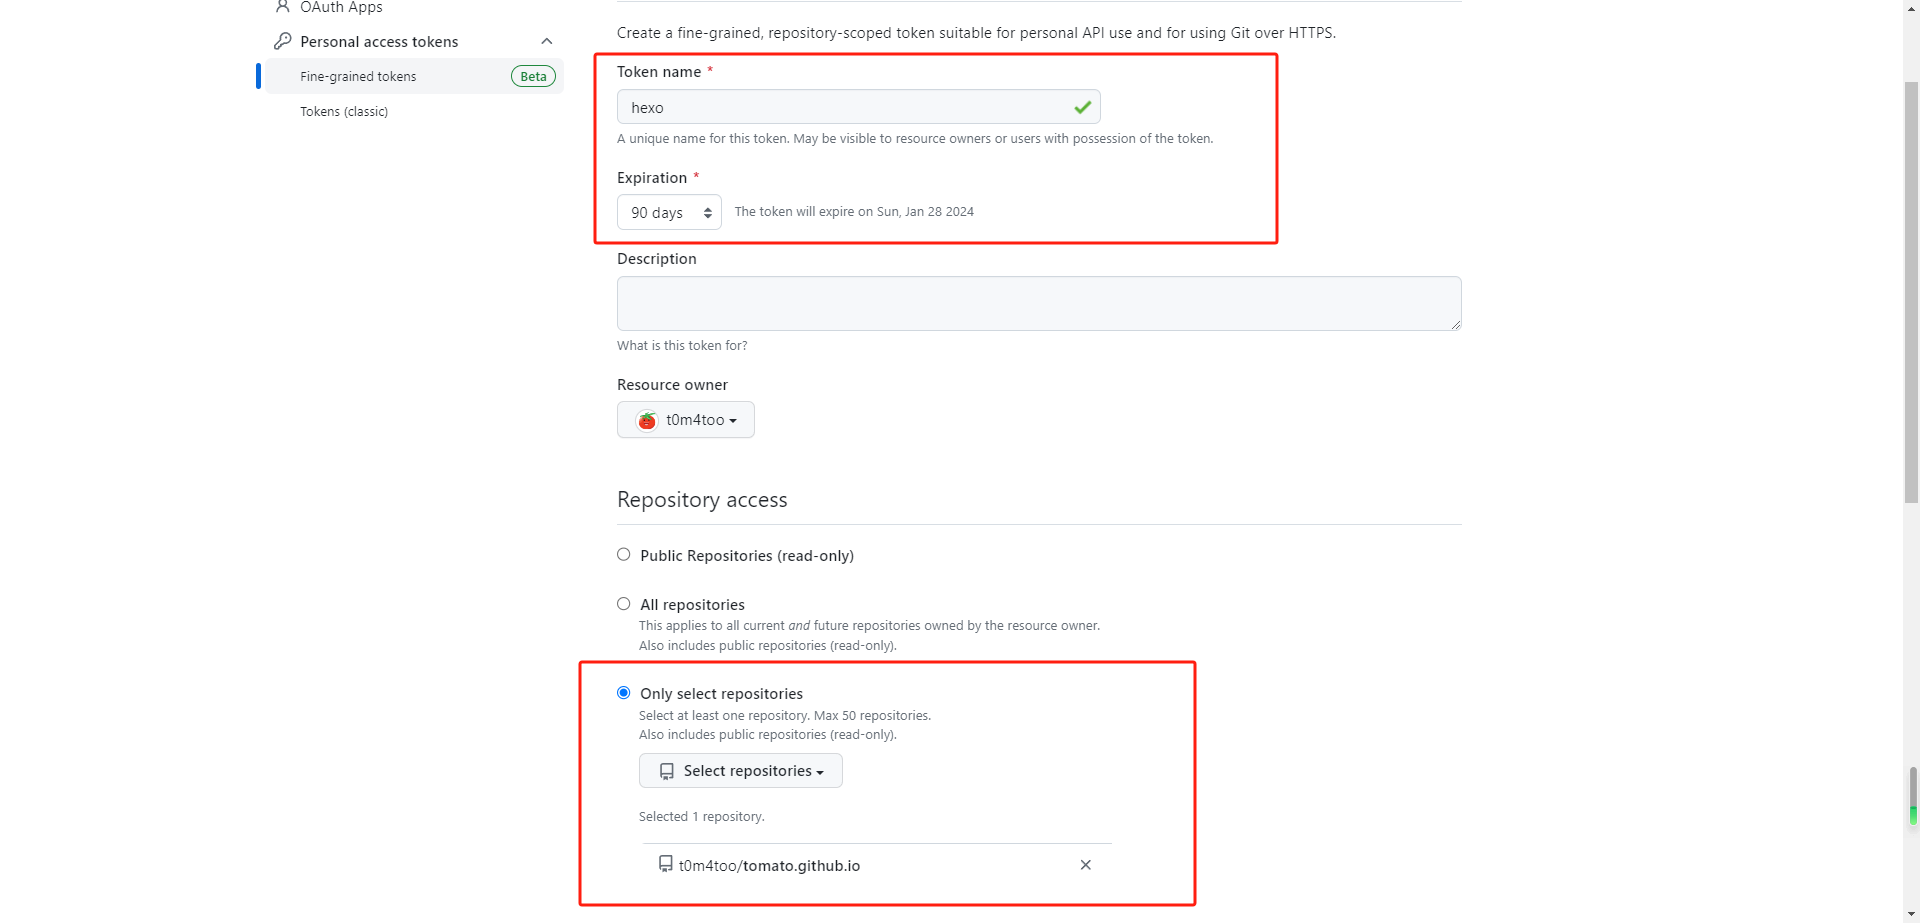 OAuth Apps
Personal access tokens
Fine-grained tokens Beta
Tokens (classic)
Create a fine-grained, repository-scoped token suitable for personal API use and for using Git over HTTPS.
Token name *
hexo
A unique name for this token. May be visible to resource owners or users with possession of the token.
Expiration *
90 days The token will expire on Sun, Jan 28 2024
Description
What is this token for?
Resource owner
t0m4too
Repository access
Public Repositories (read-only)
All repositories
This applies to all current and future repositories owned by the resource owner.
Also includes public repositories (read-only).
Only select repositories
Select at least one repository. Max 50 repositories.
Also includes public repositories (read-only).
Select repositories
Selected 1 repository.
t0m4too/tomato.github.io